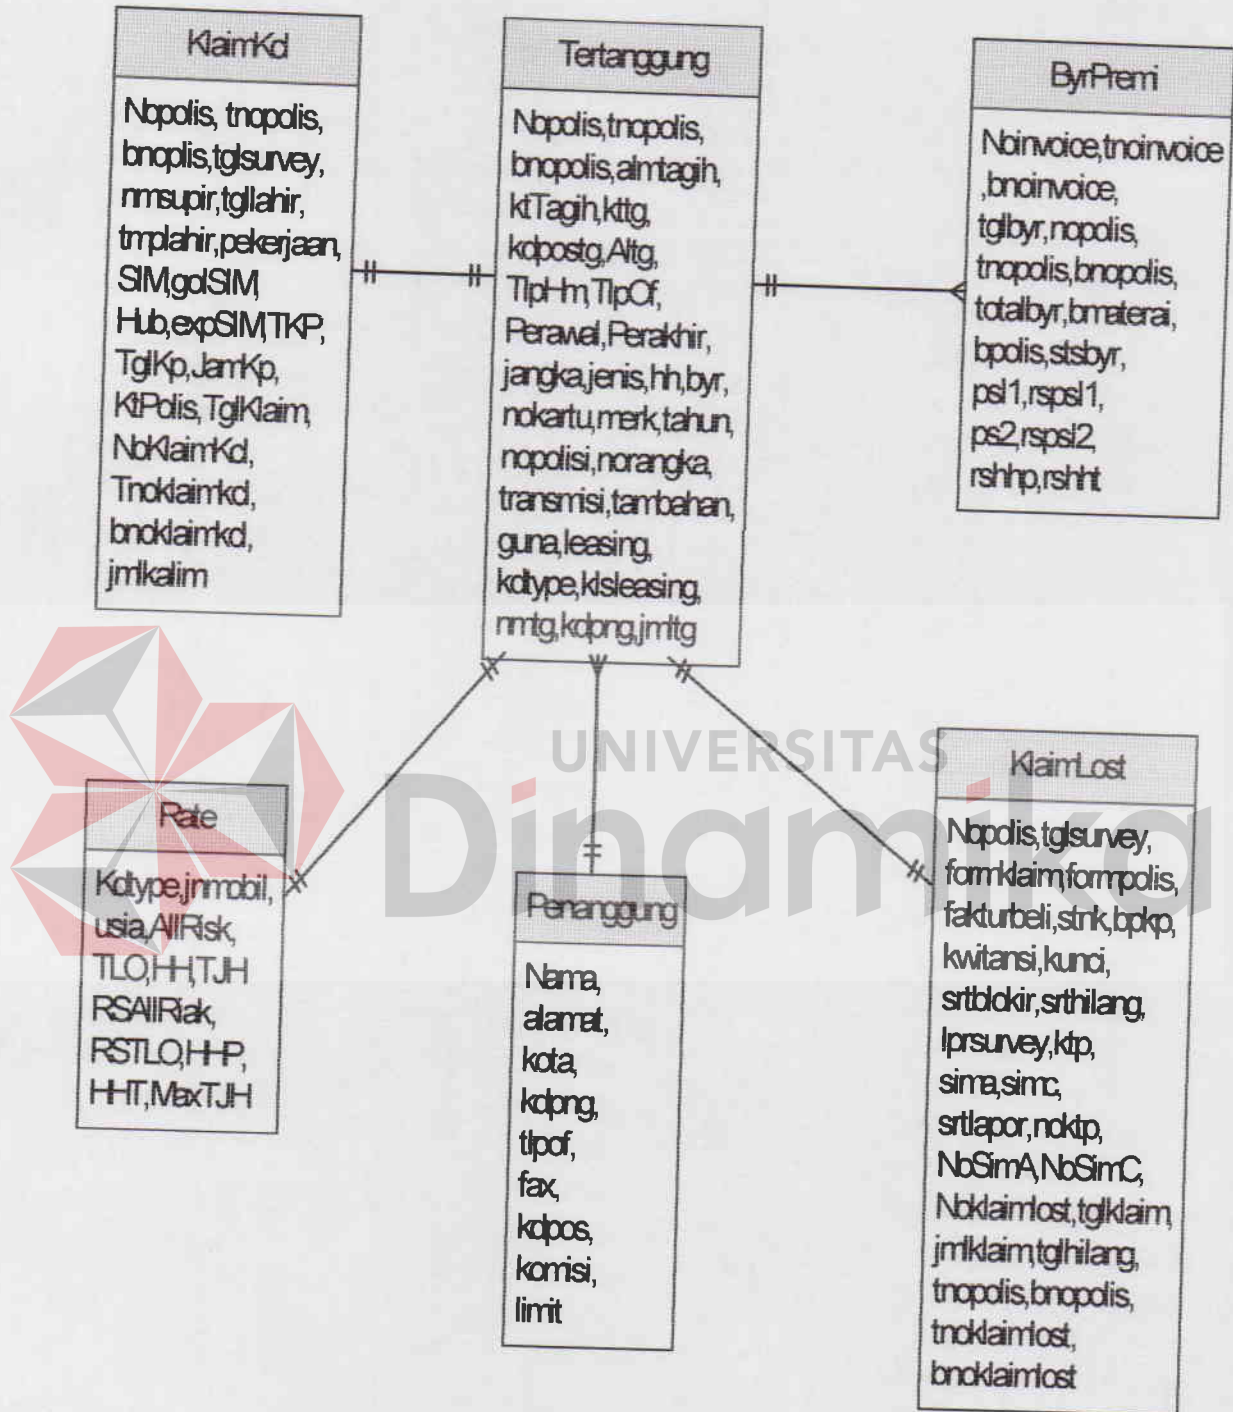 KlaimKd
Nopolis, tnopolis,
bnoplis,tglsurvey,
nmsupir,tgllahir,
tmplahir,pekerjaan,
SIM,golSIM,
Hub,expSIM,TKP,
TglKp,JamKp,
KtPolis,TglKlaim,
NoKlaimKd,
Tnoklaimkd,
bnoklaimkd,
jmlkalim
Tertanggung
Nopolis,tnopolis,
bnopolis,almtagih,
ktTagih,kttg,
kdpostg,Altg,
TlpHm,TlpOf,
Perawal,Perakhir,
jangka,jenis,hh,byr,
nokartu,merk,tahun,
nopolisi,norangka,
transmisi,tambahan,
guna,leasing,
kdtype,klsleasing,
nmtg,kdpng,jmltg
ByrPremi
Noinvoice,tnoinvoice
,bnoinvoice,
tglbyr,nopolis,
tnopolis,bnopolis,
totalbyr,bmaterai,
bpolis,stsbyr,
psl1,rspsl1,
ps2,rspsl2,
rshhp,rshht
UNIVERSITAS
Dinamika
Rate
Kdtype,jnmobil,
usia,AllRisk,
TLO,HH,TJH
RSAllRiak,
RSTLO,HHP,
HHT,MaxTJH
Penanggung
Nama,
alamat,
kota,
kdpng,
tlpof,
fax,
kdpos,
komisi,
limit
KlaimLost
Nopolis,tglsurvey,
formklaim,formpolis,
fakturbeli,stnk,bpkp,
kwitansi,kunci,
srtblokir,srthilang,
lprsurvey,ktp,
sima,simc,
srtlapor,noktp,
NoSimA,NoSimC,
Noklaimlost,tglklaim,
jmlklaim,tglhilang,
tnopolis,bnopolis,
tnoklaimlost,
bnoklaimlost